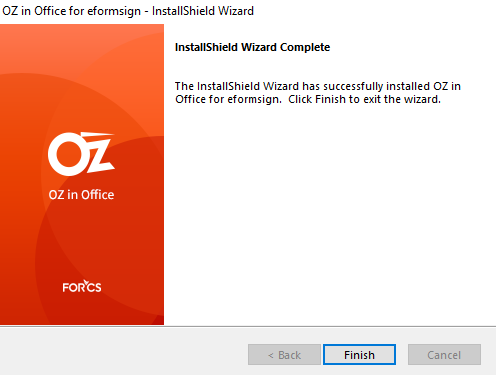 OZ in Office for eformsign - InstallShield Wizard
InstallShield Wizard Complete
The InstallShield Wizard has successfully installed OZ in
Office for eformsign. Click Finish to exit the wizard.
OZ
OZ in Office
FORCS
< Back
Finish
Cancel